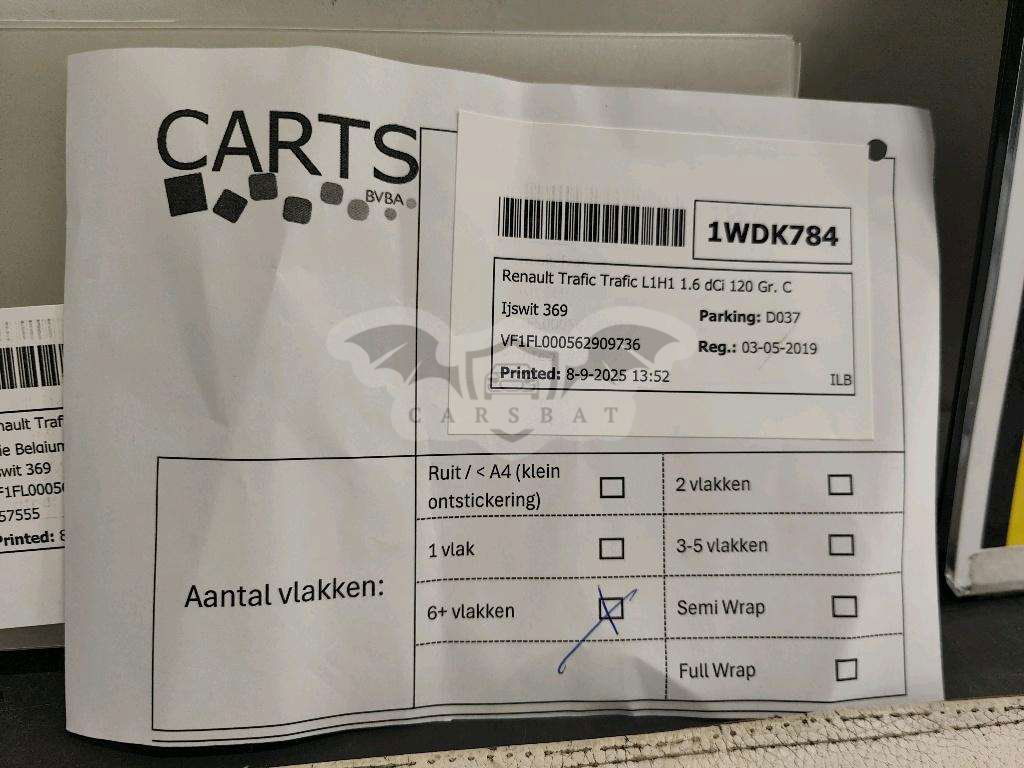 CARTS
BVBA
1WDK784
Renault Trafic Trafic L1H1 1.6 dCi 120 Gr. C
Ijswit 369
Parking: D037
VF1FL000562909736
Reg.: 03-05-2019
Printed: 8-9-2025 13:52
ILB
CARSBAT
Aantal vlakken:
Ruit / < A4 (klein
ontstickering)
2 vlakken
1 vlak
3-5 vlakken
6+ vlakken
Semi Wrap
Full Wrap
nault Traf
ie Belgium
swit 369
F1FL0005
57555
Printed: 8